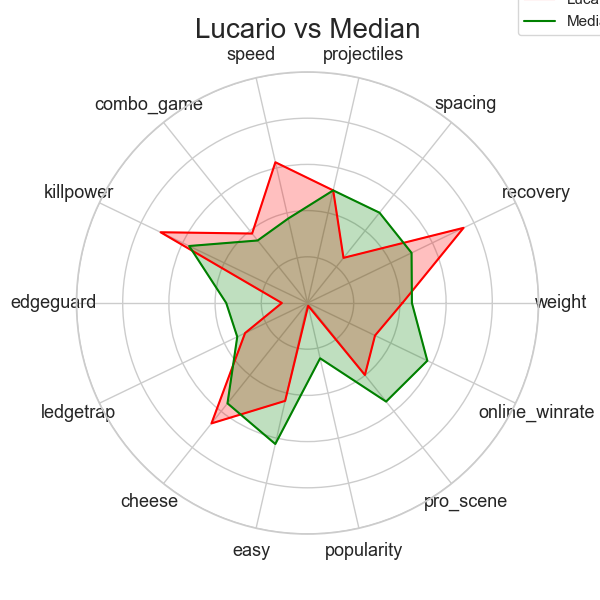 Lucario vs Median
speed
projectiles
combo_game
spacing
killpower
recovery
edgeguard
weight
ledgetrap
online_winrate
cheese
pro_scene
easy
popularity